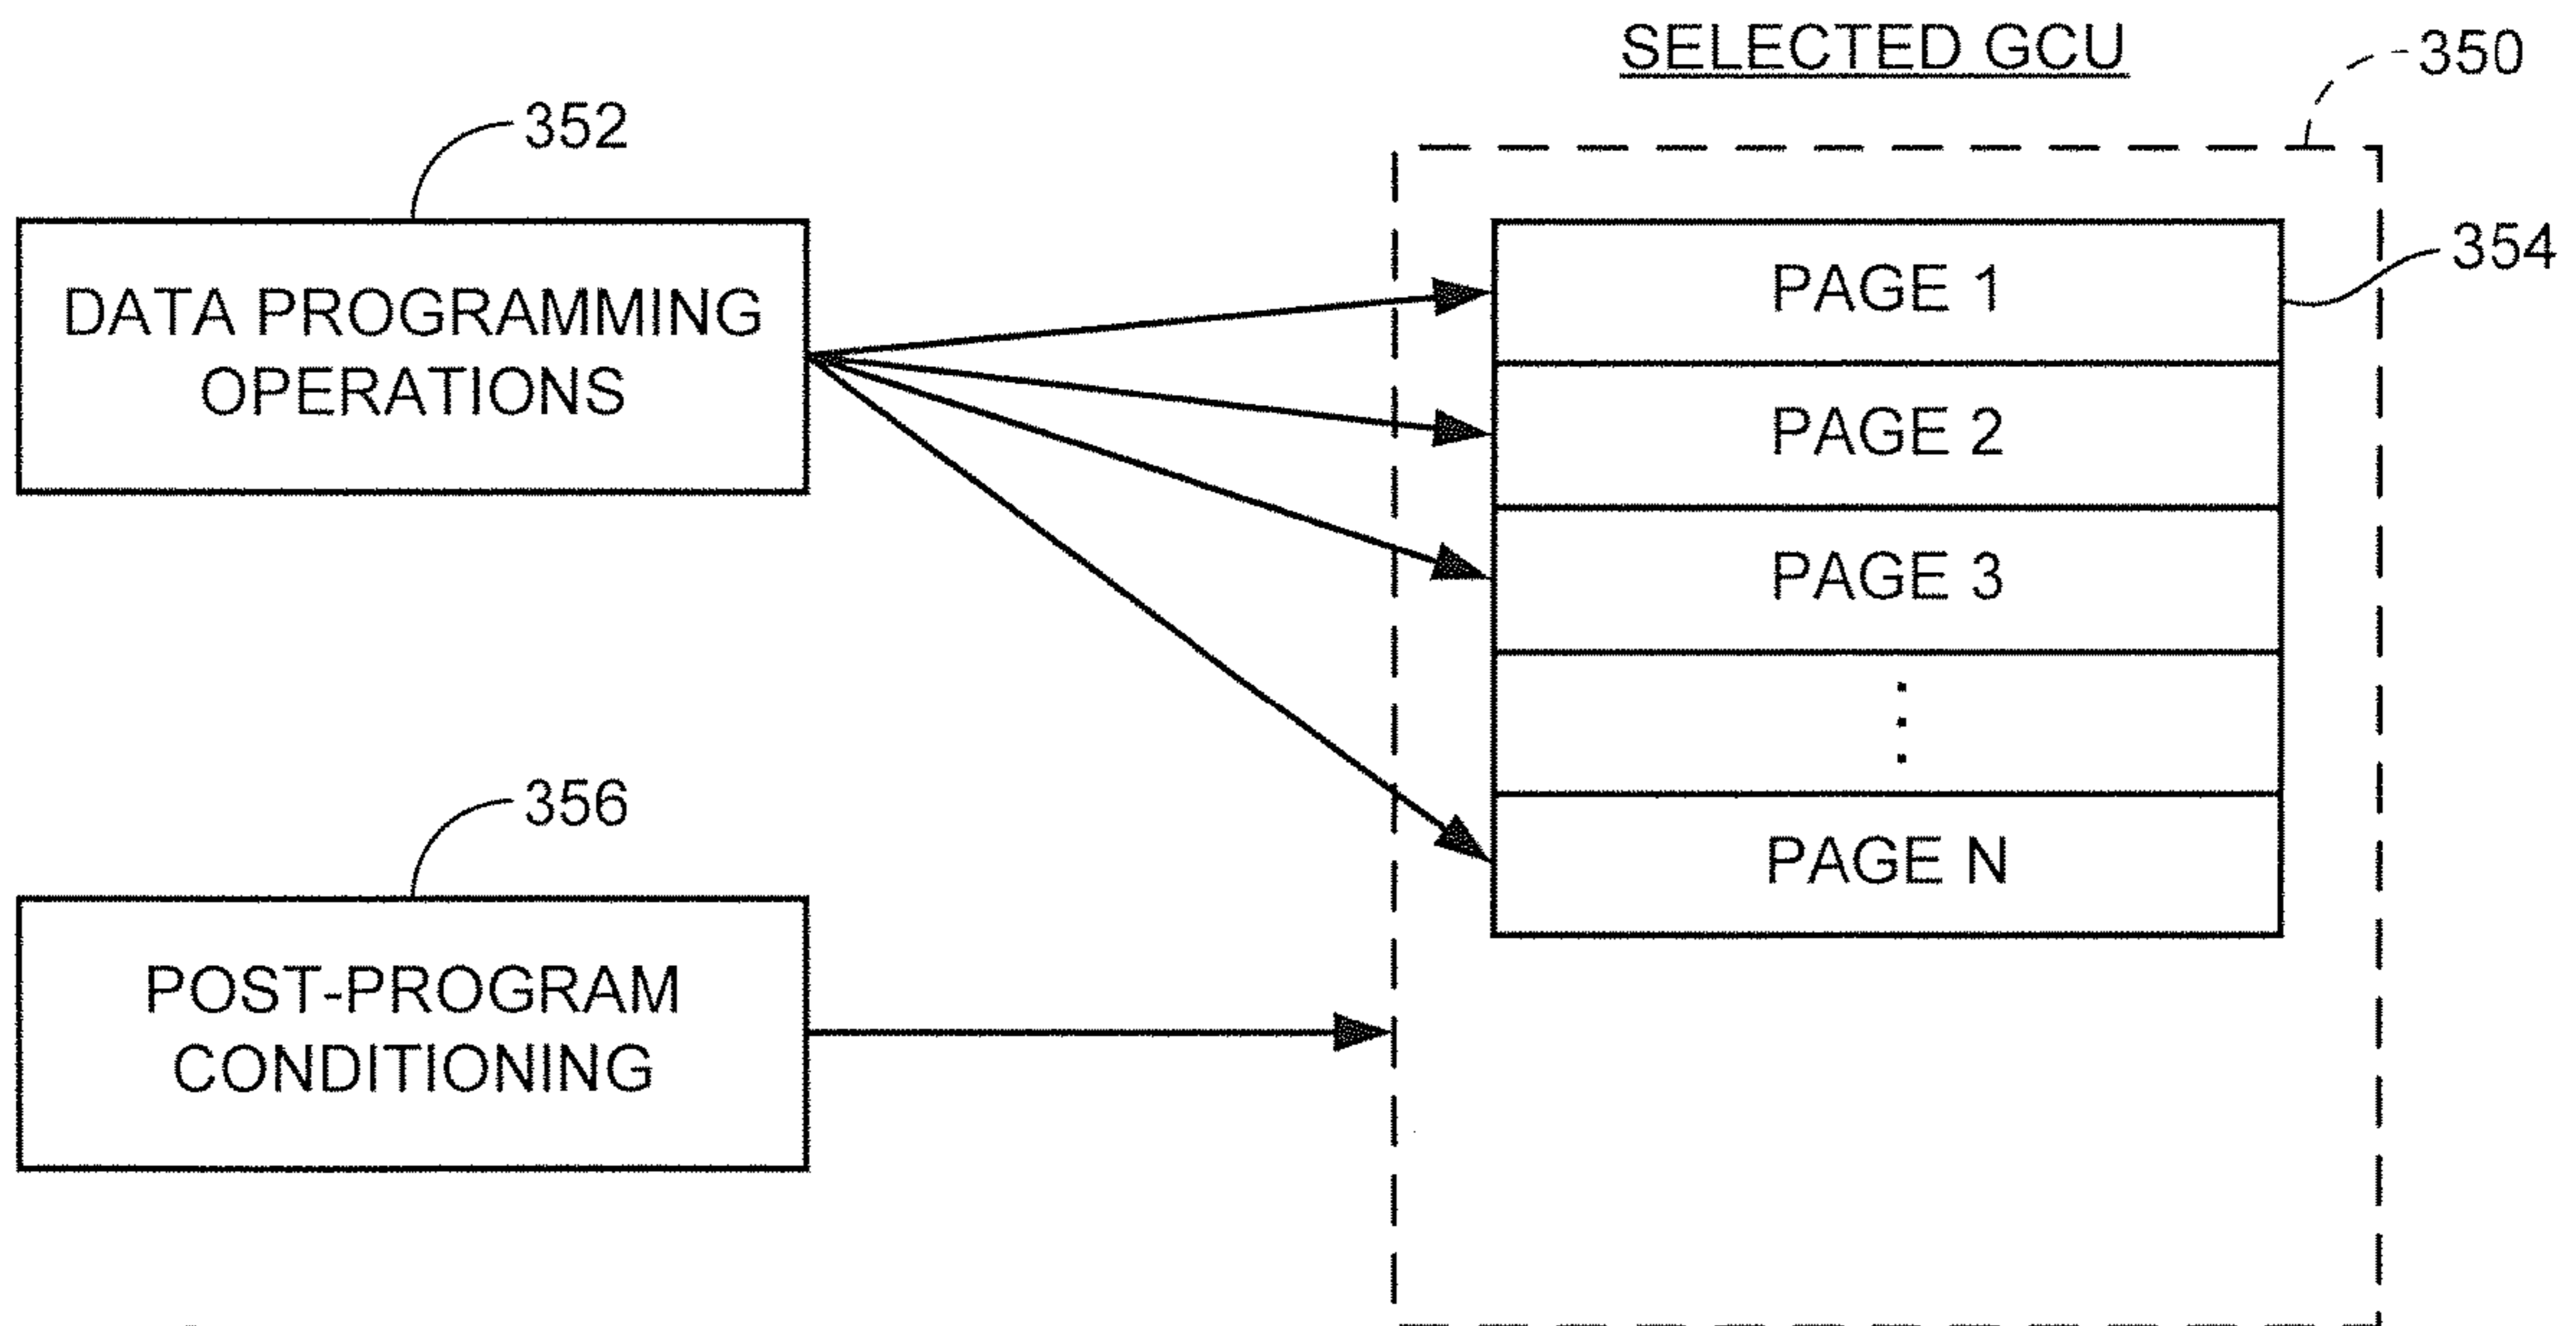 SELECTED GCU
350
352
DATA PROGRAMMING
OPERATIONS
354
PAGE 1
PAGE 2
PAGE 3
PAGE N
356
POST-PROGRAM
CONDITIONING